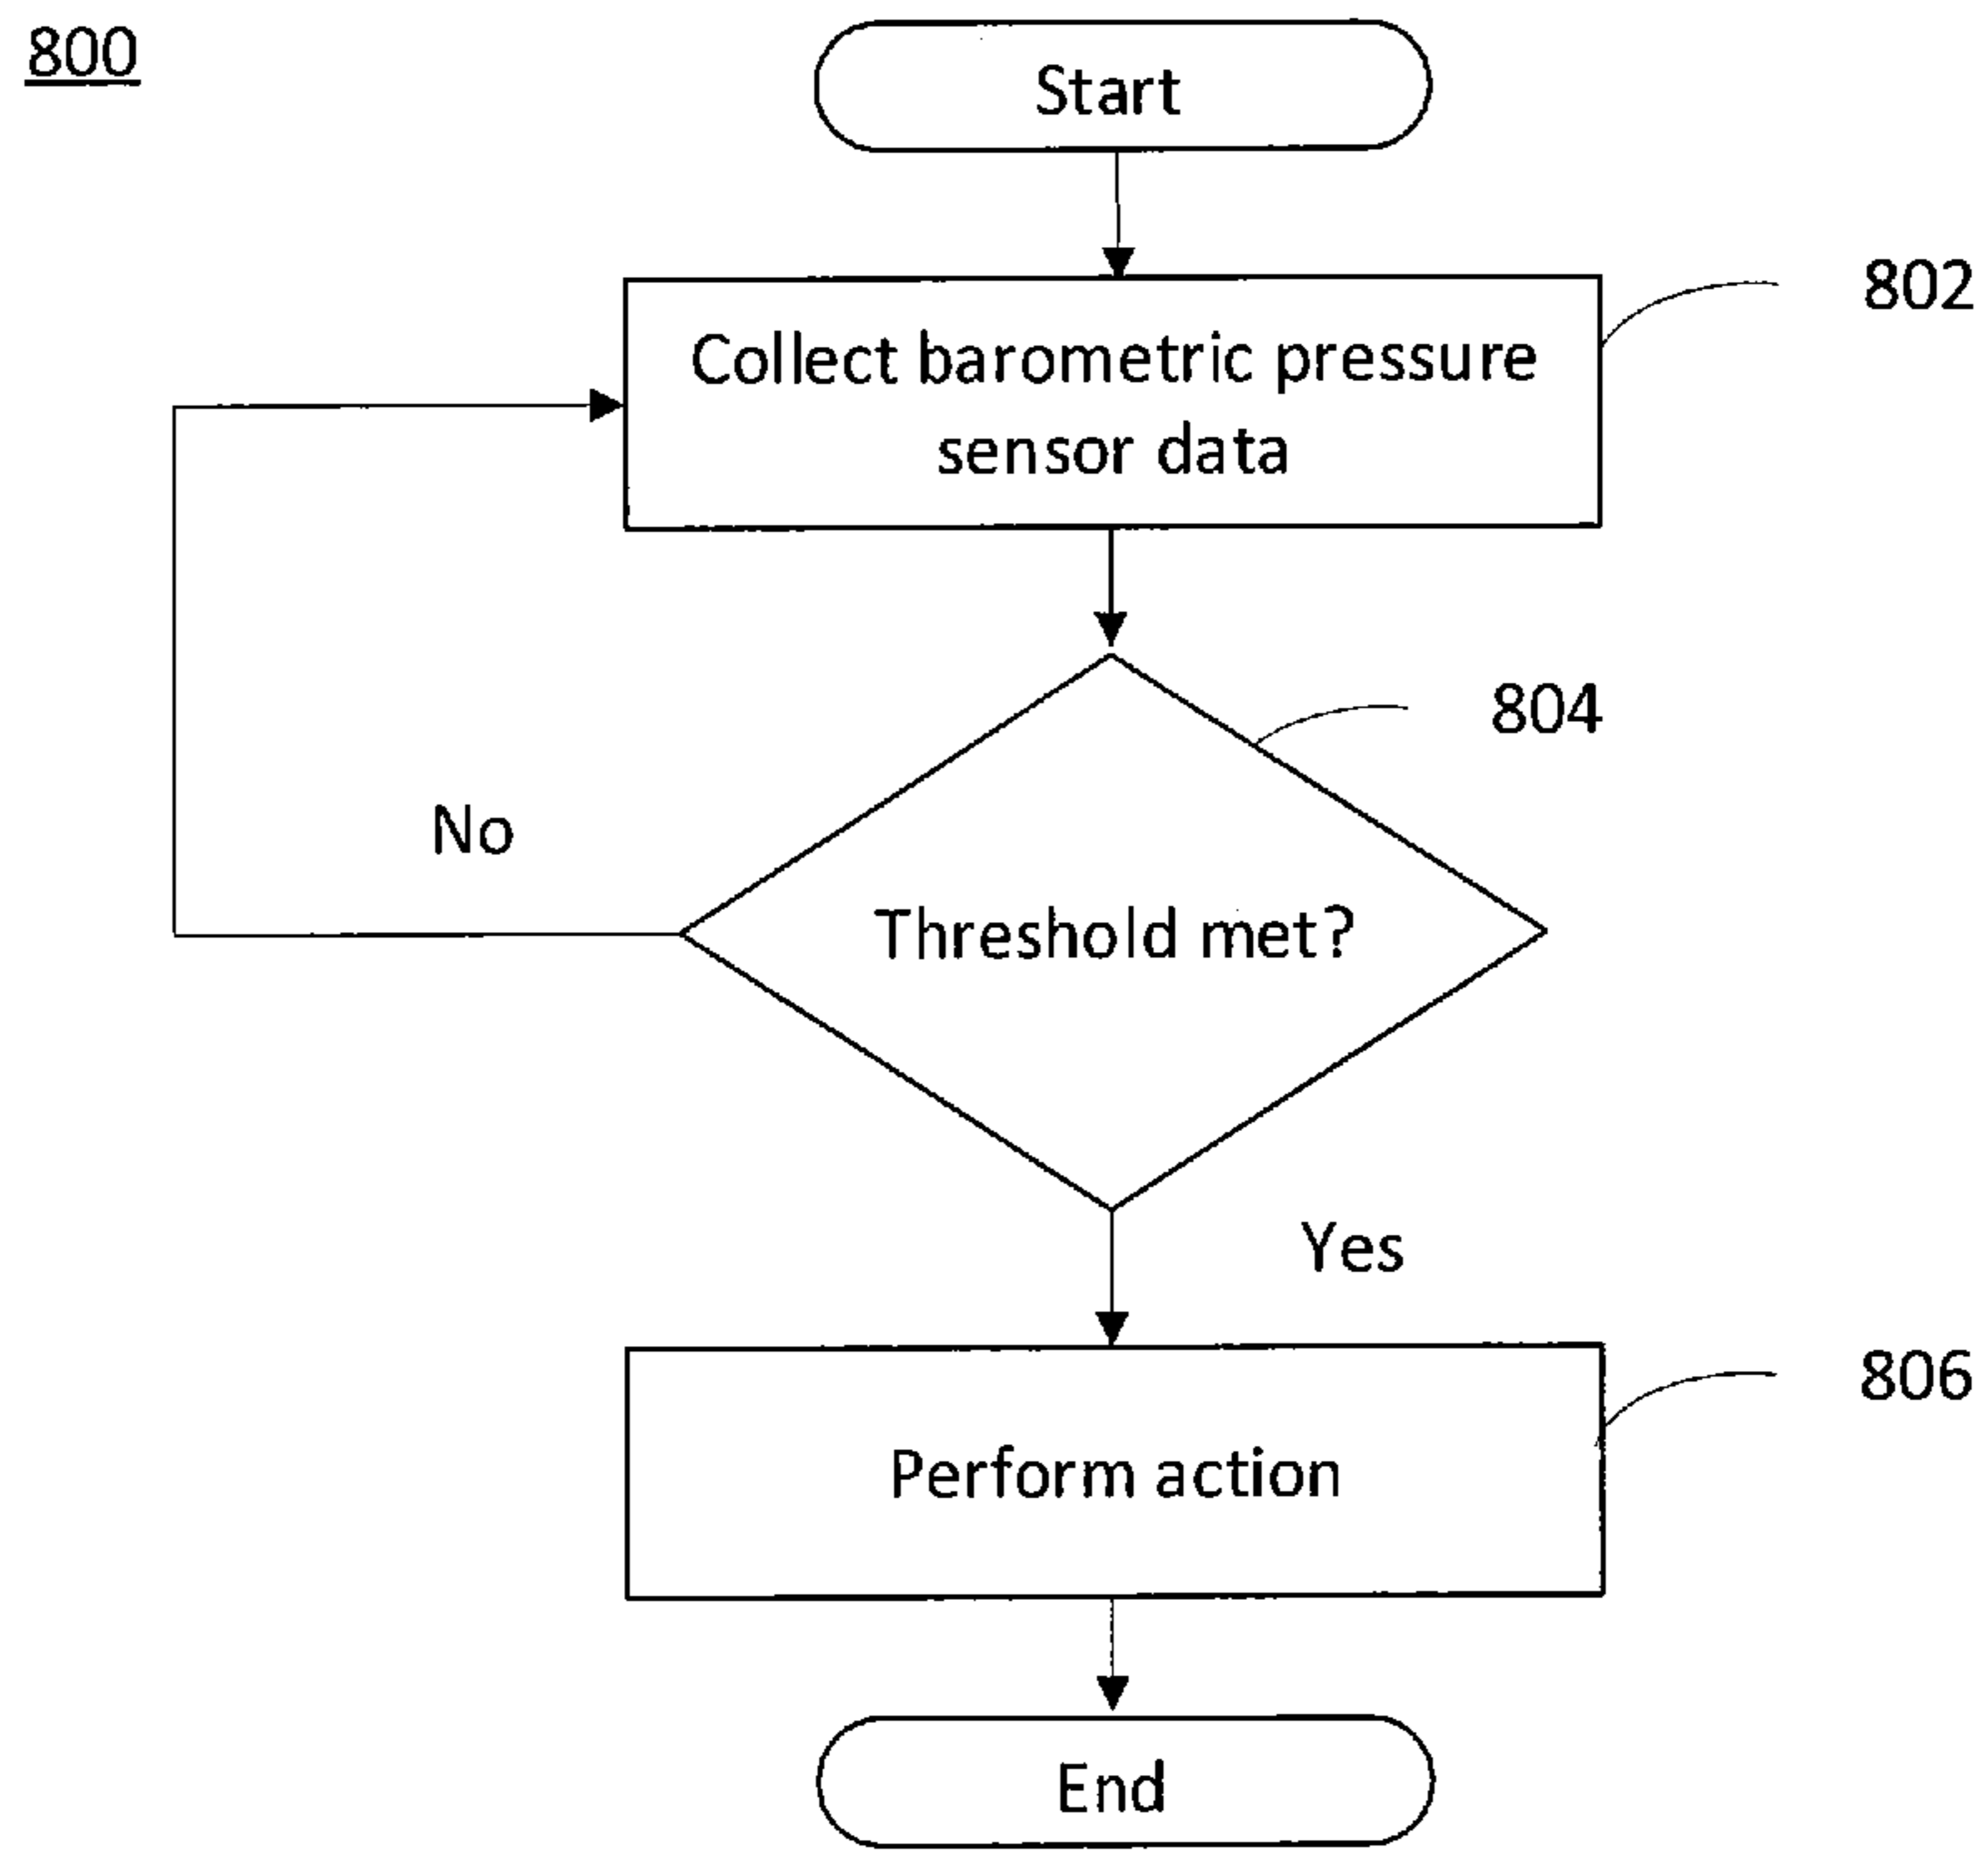 800
Start
802
Collect barometric pressure
sensor data
804
No
Threshold met?
Yes
806
Perform action
End